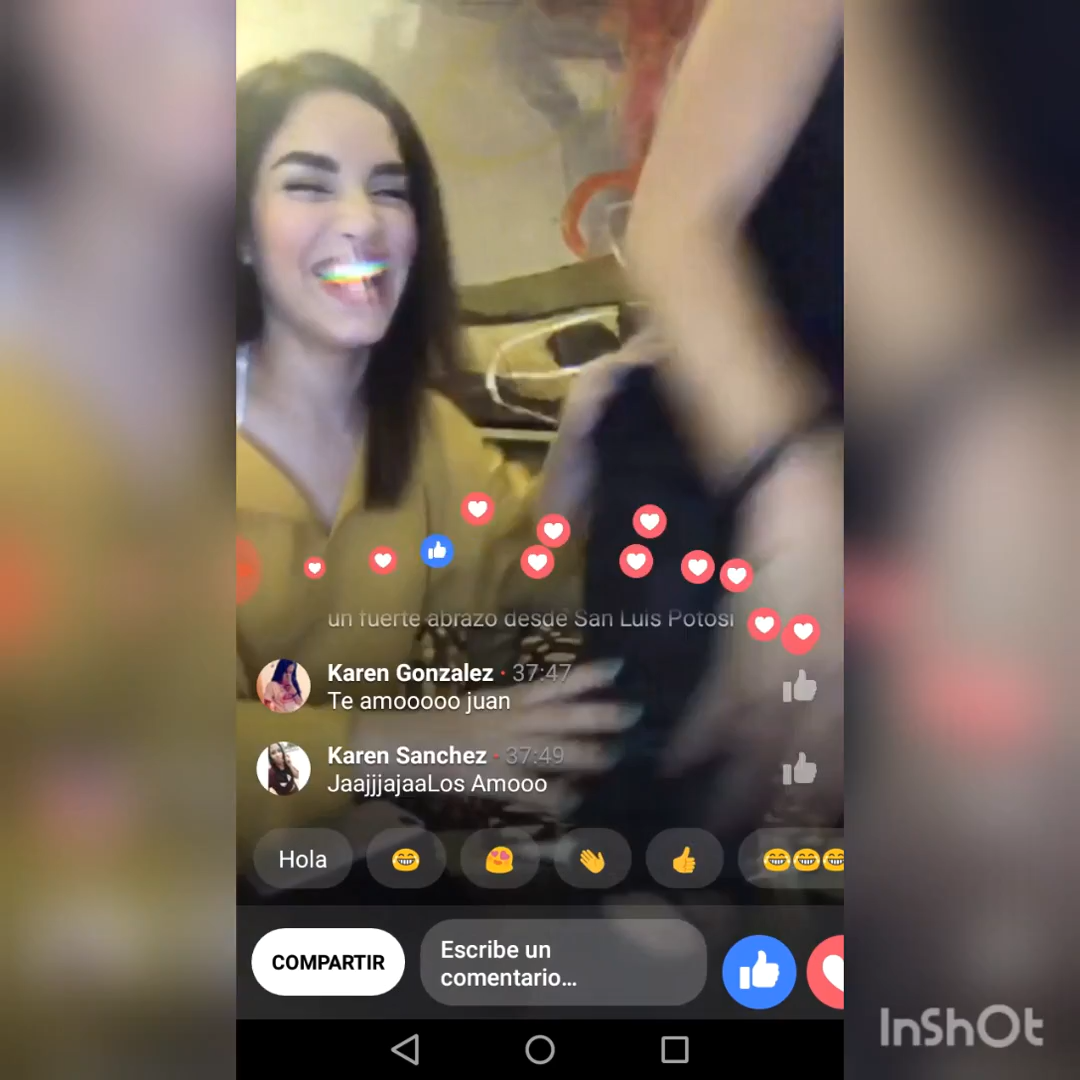 un fuerte abrazo desde San Luis Potosi
Karen Gonzalez · 37:47
Te amooooo juan
Karen Sanchez · 37:49
JaajjjajaaLos Amooo
Hola
COMPARTIR
Escribe un
comentario...
InShOt